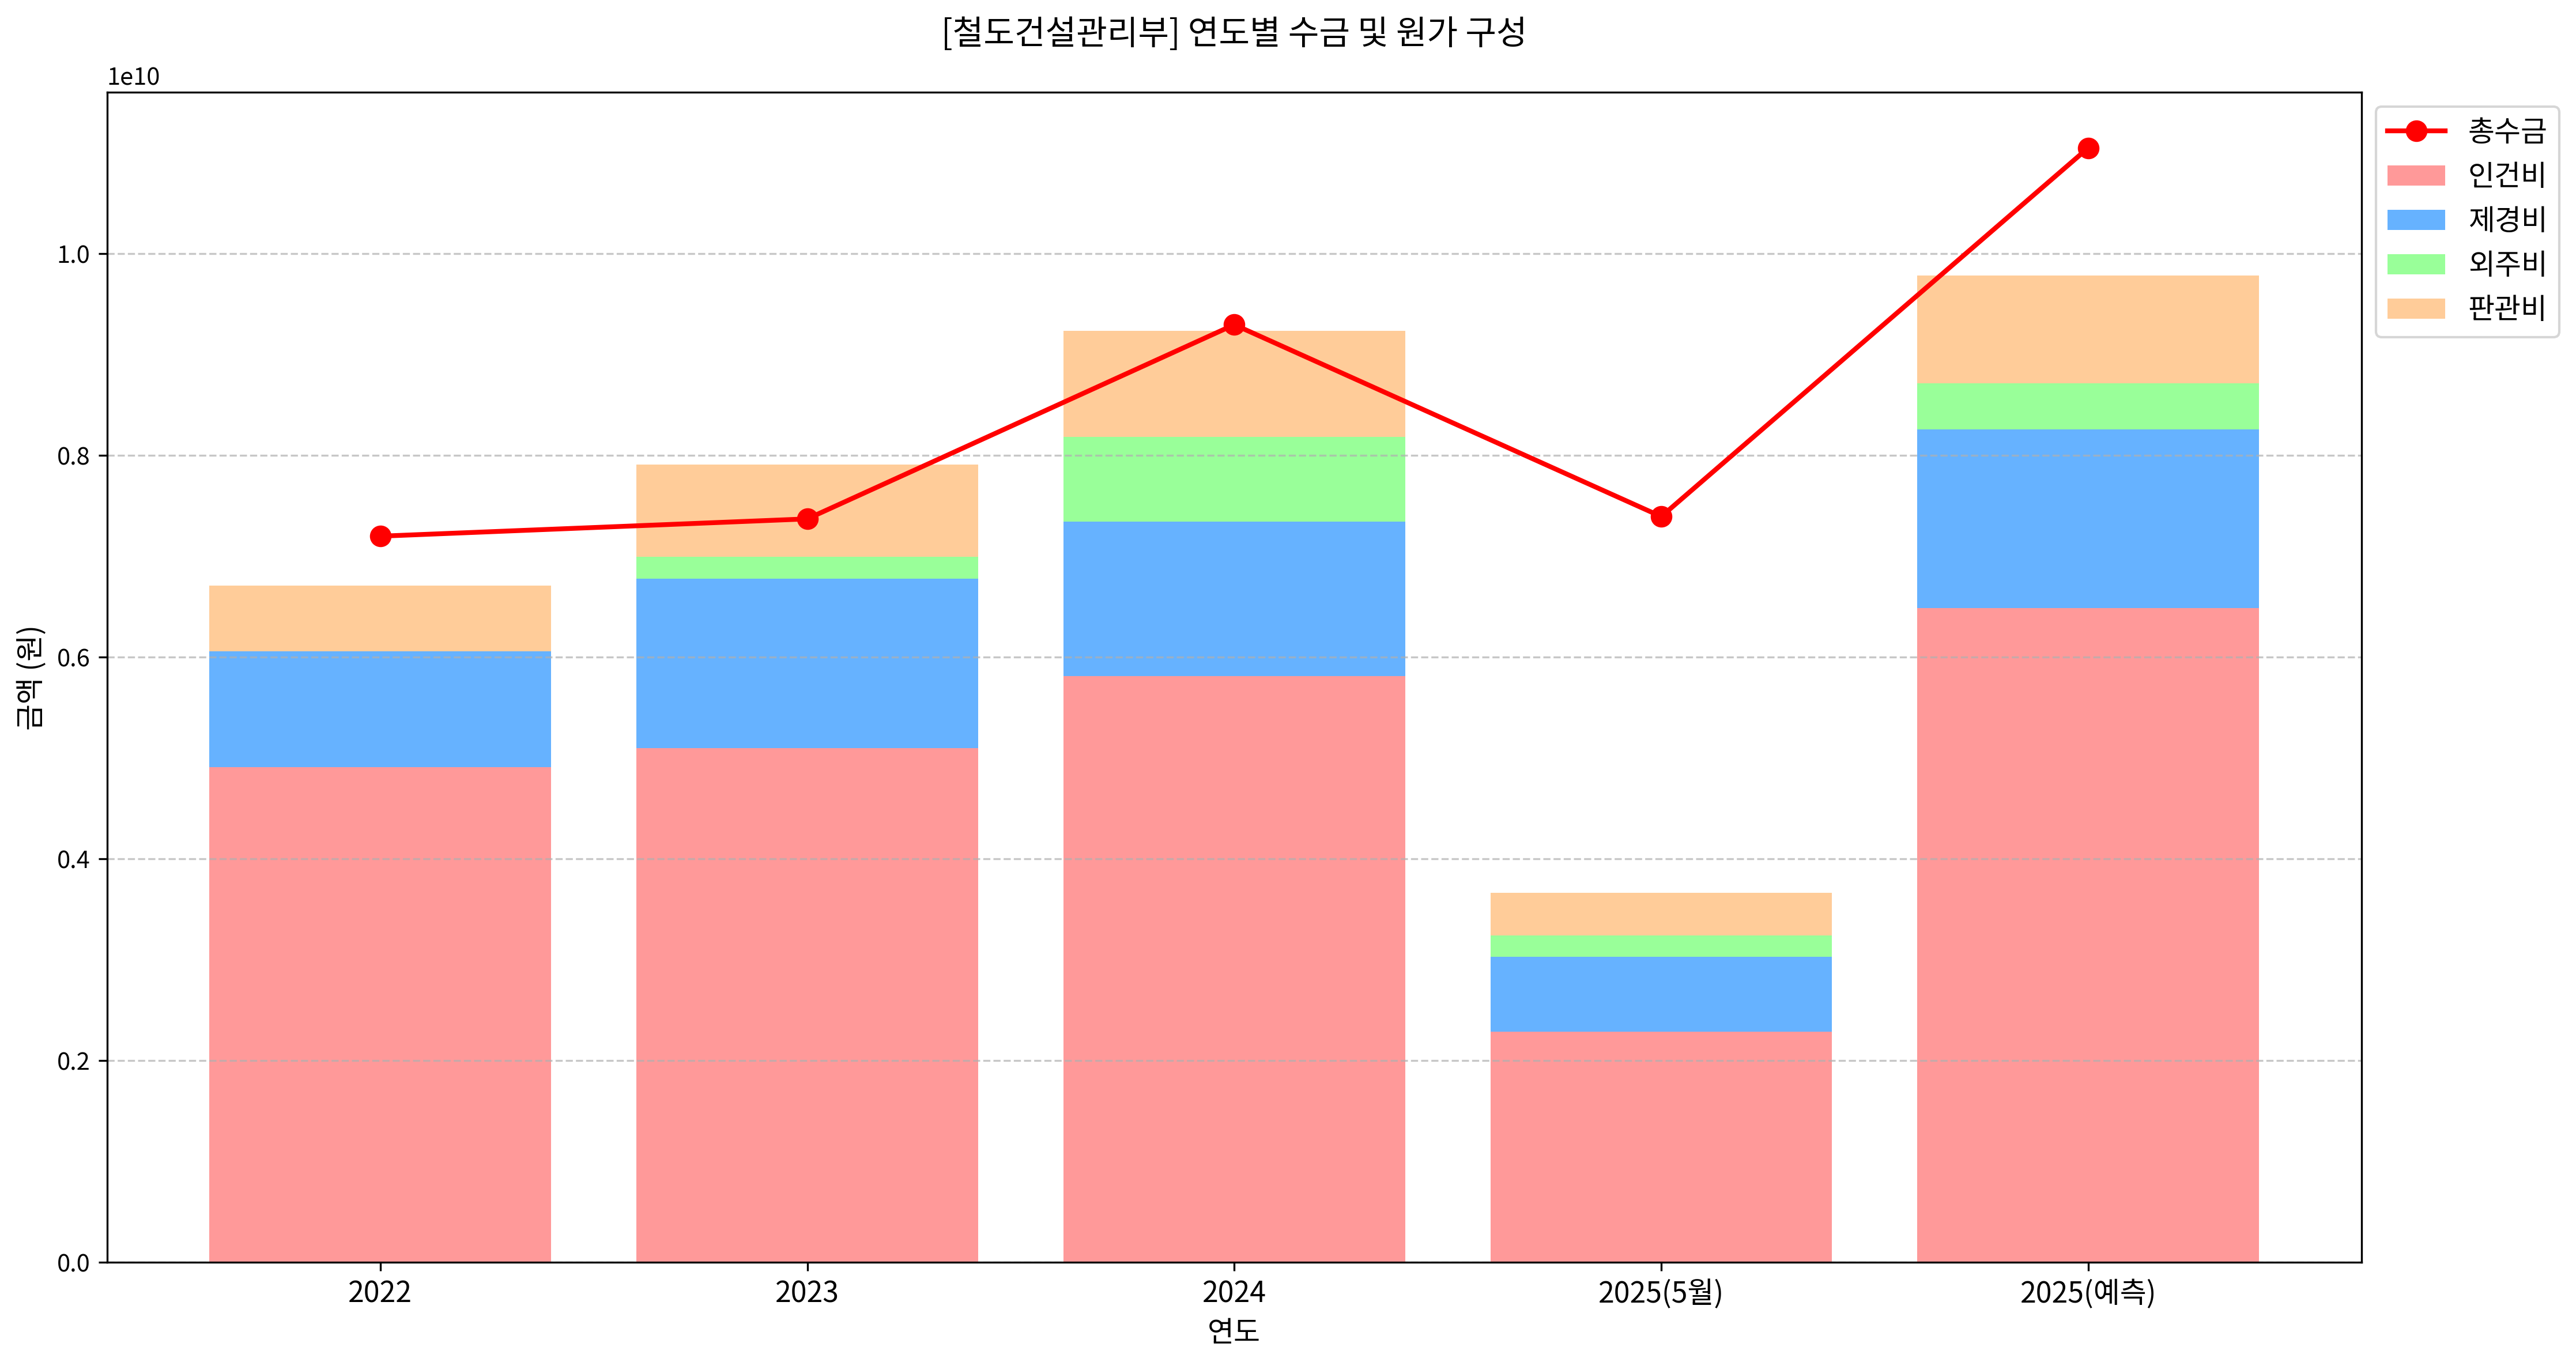 [철도건설관리부] 연도별 수금 및 원가 구성
1e10
총수금
인건비
제경비
외주비
판관비
1.0
0.8
0.6
0.4
0.2
0.0
금액 (원)
2022
2023
2024
2025(5월)
2025(예측)
연도